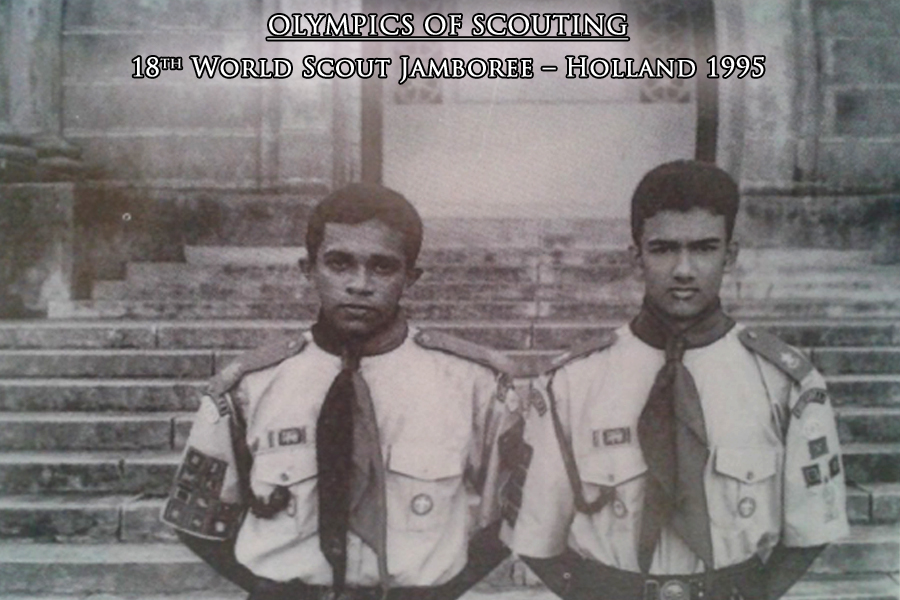 OLYMPICS OF SCOUTING
18TH WORLD SCOUT JAMBOREE – HOLLAND 1995